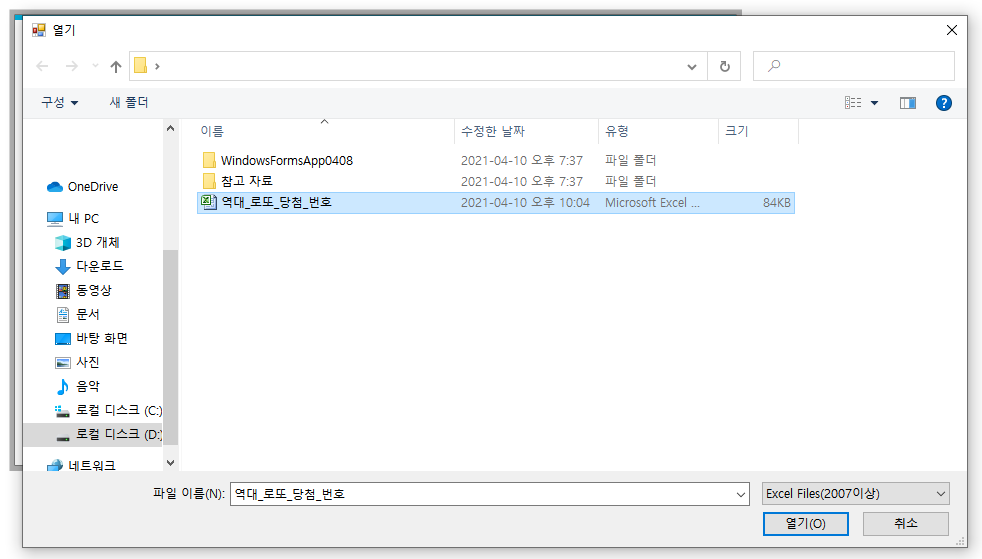 열기
구성
새 폴더
이름
수정한 날짜
유형
크기
WindowsFormsApp0408
2021-04-10 오후 7:37
파일 폴더
참고 자료
2021-04-10 오후 7:37
파일 폴더
역대_로또_당첨_번호
2021-04-10 오후 10:04
Microsoft Excel ...
84KB
OneDrive
내 PC
3D 개체
다운로드
동영상
문서
바탕 화면
사진
음악
로컬 디스크 (C:)
로컬 디스크 (D:)
네트워크
파일 이름(N):
역대_로또_당첨_번호
Excel Files(2007이상)
열기(O)
취소